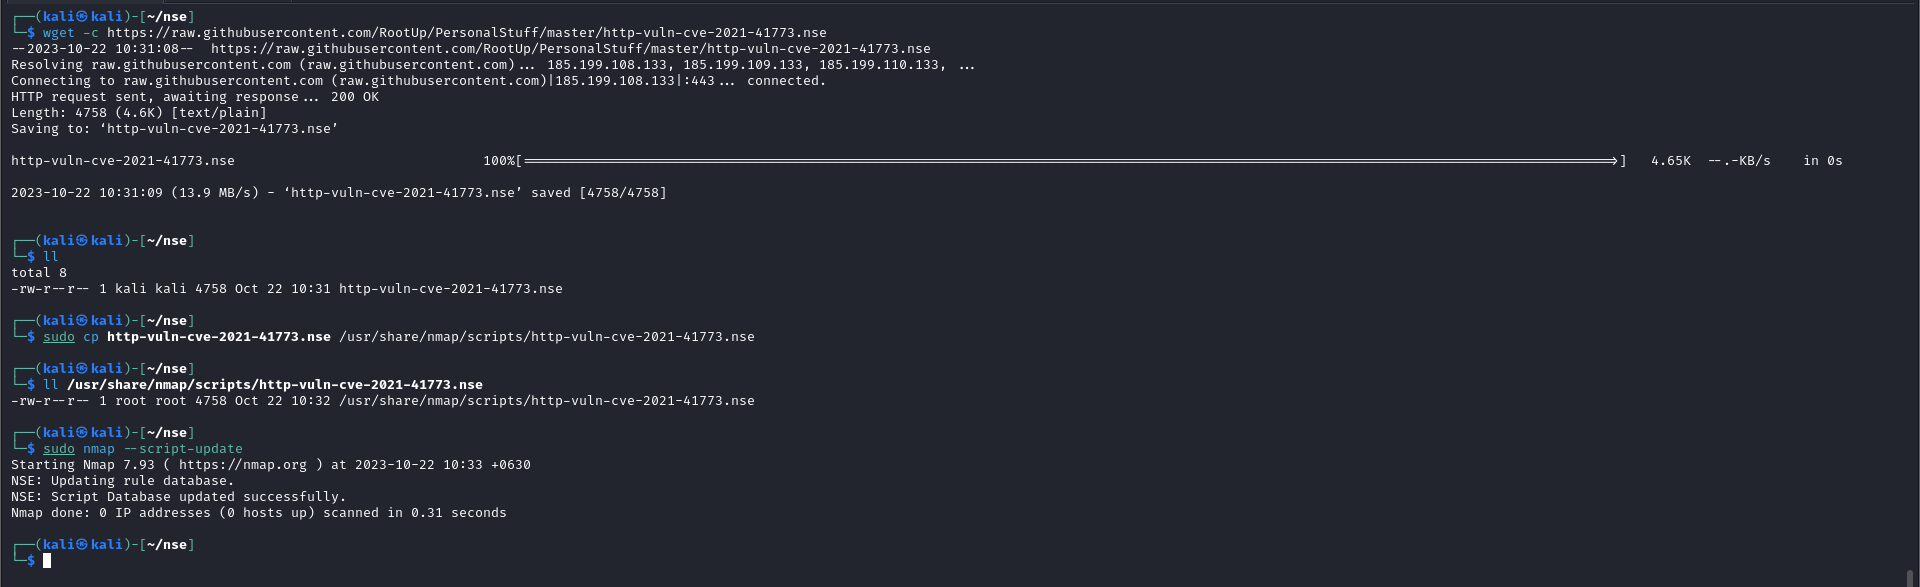 ┌──(kali㉿kali)-[~/nse]
└─$ wget -c https://raw.githubusercontent.com/RootUp/PersonalStuff/master/http-vuln-cve-2021-41773.nse
--2023-10-22 10:31:08--  https://raw.githubusercontent.com/RootUp/PersonalStuff/master/http-vuln-cve-2021-41773.nse
Resolving raw.githubusercontent.com (raw.githubusercontent.com)... 185.199.108.133, 185.199.109.133, 185.199.110.133, ...
Connecting to raw.githubusercontent.com (raw.githubusercontent.com)|185.199.108.133|:443... connected.
HTTP request sent, awaiting response... 200 OK
Length: 4758 (4.6K) [text/plain]
Saving to: ‘http-vuln-cve-2021-41773.nse’
http-vuln-cve-2021-41773.nse 100%[===================>] 4.65K --.-KB/s in 0s
2023-10-22 10:31:09 (13.9 MB/s) - ‘http-vuln-cve-2021-41773.nse’ saved [4758/4758]
┌──(kali㉿kali)-[~/nse]
└─$ ll
total 8
-rw-r--r-- 1 kali kali 4758 Oct 22 10:31 http-vuln-cve-2021-41773.nse
┌──(kali㉿kali)-[~/nse]
└─$ sudo cp http-vuln-cve-2021-41773.nse /usr/share/nmap/scripts/http-vuln-cve-2021-41773.nse
┌──(kali㉿kali)-[~/nse]
└─$ ll /usr/share/nmap/scripts/http-vuln-cve-2021-41773.nse
-rw-r--r-- 1 root root 4758 Oct 22 10:32 /usr/share/nmap/scripts/http-vuln-cve-2021-41773.nse
┌──(kali㉿kali)-[~/nse]
└─$ sudo nmap --script-update
Starting Nmap 7.93 ( https://nmap.org ) at 2023-10-22 10:33 +0630
NSE: Updating rule database.
NSE: Script Database updated successfully.
Nmap done: 0 IP addresses (0 hosts up) scanned in 0.31 seconds
┌──(kali㉿kali)-[~/nse]
└─$